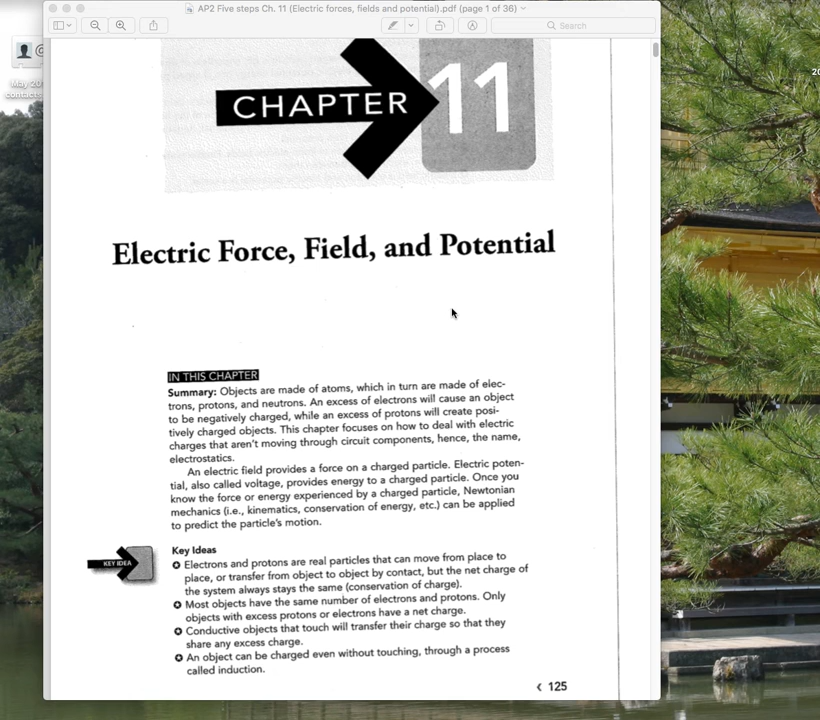 AP2 Five steps Ch. 11 (Electric forces, fields and potential).pdf (page 1 of 36)
Search
May 20
contacts
20
CHAPTER 11
Electric Force, Field, and Potential
IN THIS CHAPTER
Summary: Objects are made of atoms, which in turn are made of elec-
trons, protons, and neutrons. An excess of electrons will cause an object
to be negatively charged, while an excess of protons will create posi-
tively charged objects. This chapter focuses on how to deal with electric
charges that aren't moving through circuit components, hence, the name,
electrostatics.
An electric field provides a force on a charged particle. Electric poten-
tial, also called voltage, provides energy to a charged particle. Once you
know the force or energy experienced by a charged particle, Newtonian
mechanics (i.e., kinematics, conservation of energy, etc.) can be applied
to predict the particle's motion.
KEY IDEA
Key Ideas
✪ Electrons and protons are real particles that can move from place to
place, or transfer from object to object by contact, but the net charge of
the system always stays the same (conservation of charge).
✪ Most objects have the same number of electrons and protons. Only
objects with excess protons or electrons have a net charge.
✪ Conductive objects that touch will transfer their charge so that they
share any excess charge.
✪ An object can be charged even without touching, through a process
called induction.
‹ 125